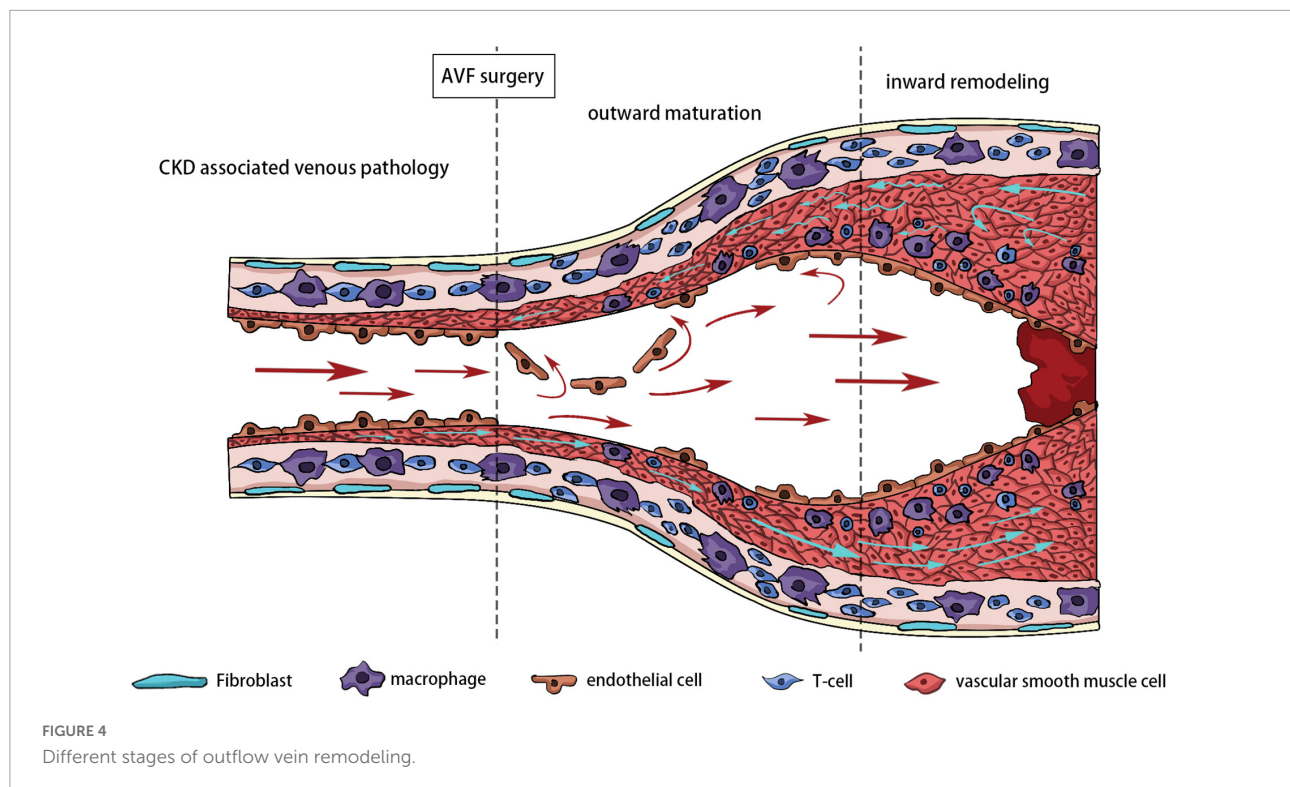 AVF surgery
inward remodeling
outward maturation
CKD associated venous pathology
Fibroblast
macrophage
endothelial cell
T-cell
vascular smooth muscle cell
FIGURE 4
Different stages of outflow vein remodeling.